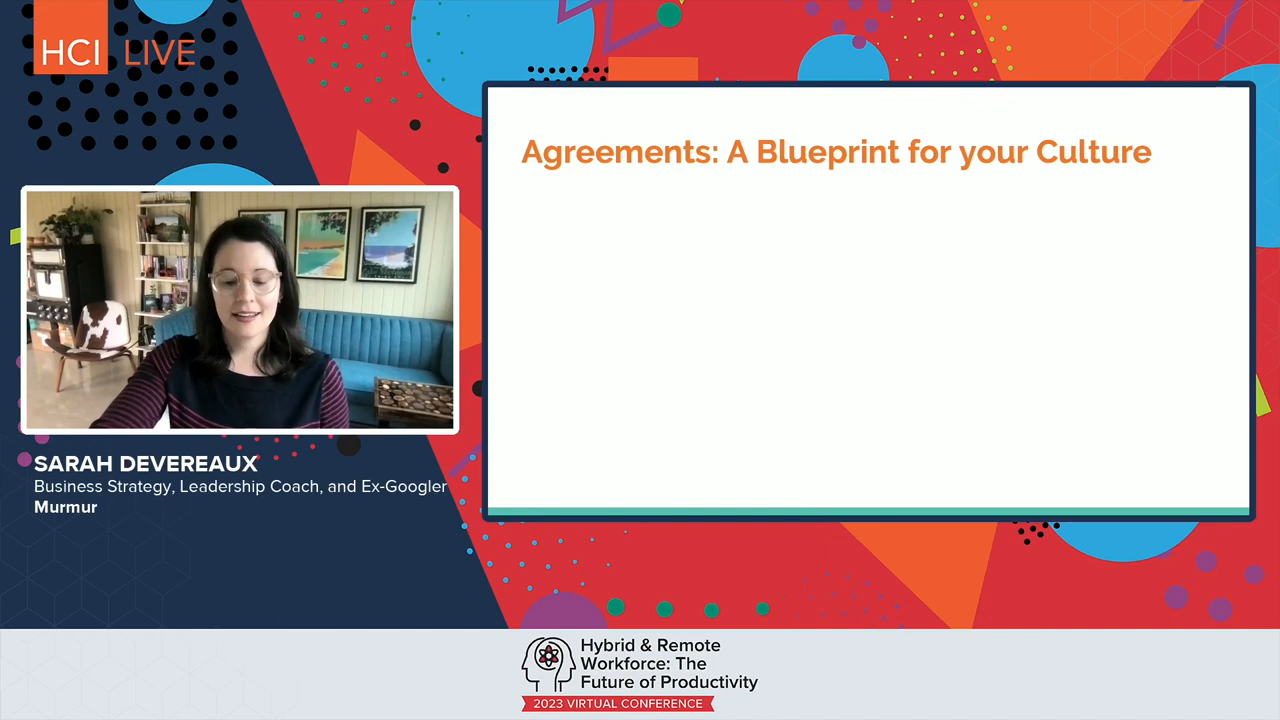 HCI LIVE
Agreements: A Blueprint for your Culture
SARAH DEVEREAUX
Business Strategy, Leadership Coach, and Ex-Googler
Murmur
Hybrid & Remote
Workforce: The
Future of Productivity
2023 VIRTUAL CONFERENCE